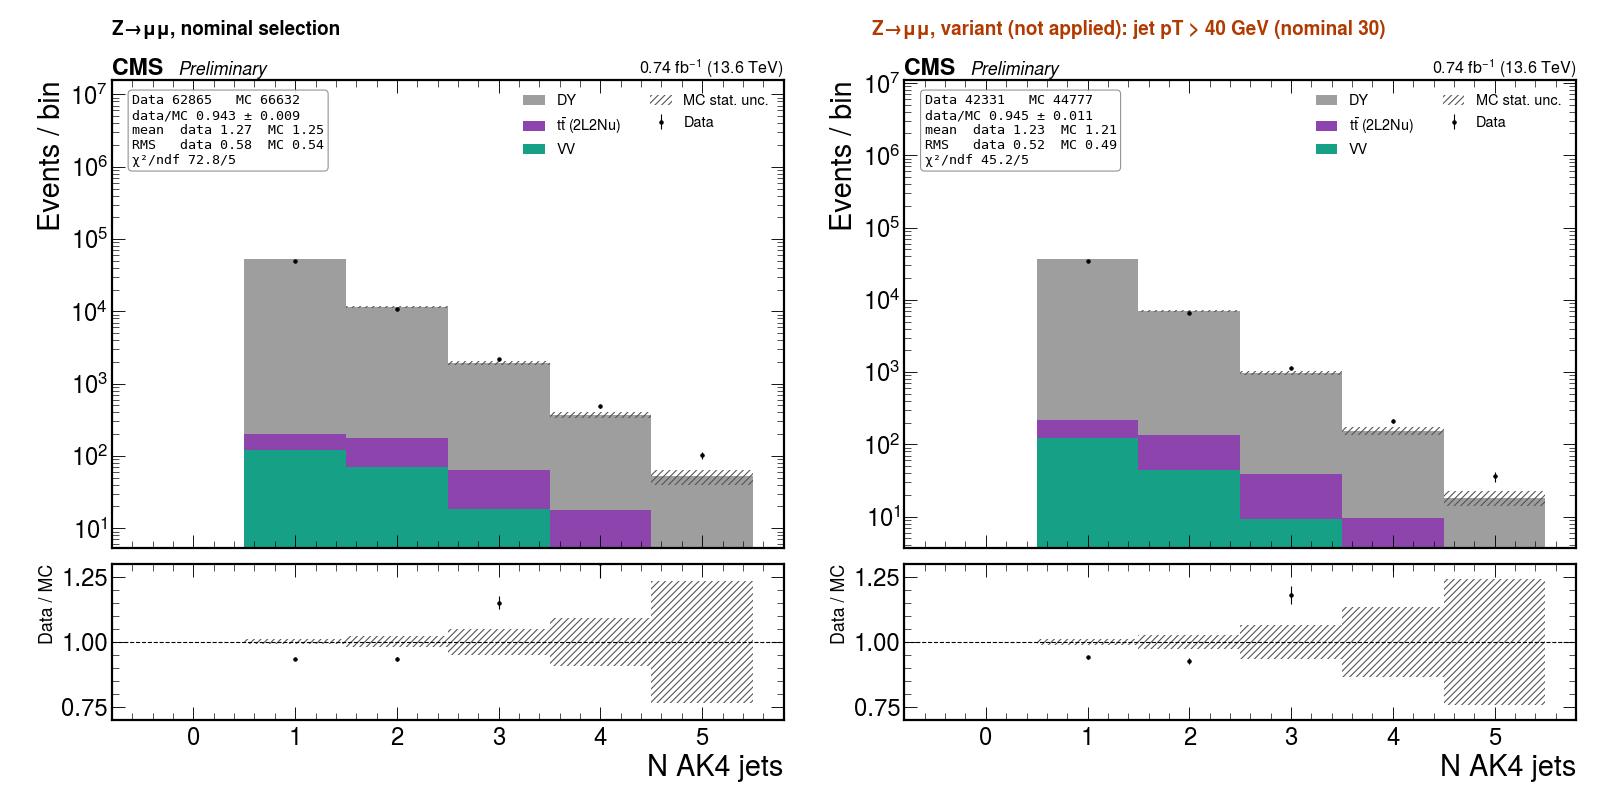 Z→μμ, nominal selection
CMS Preliminary 0.74 fb⁻¹ (13.6 TeV)
Data 62865 MC 66632
data/MC 0.943 ± 0.009
mean data 1.27 MC 1.25
RMS data 0.58 MC 0.54
χ²/ndf 72.8/5
DY
tt̄ (2L2Nu)
VV
MC stat. unc.
Data
Events / bin
10⁷
10⁶
10⁵
10⁴
10³
10²
10¹
Data / MC
1.25
1.00
0.75
0 1 2 3 4 5
N AK4 jets
Z→μμ, variant (not applied): jet pT > 40 GeV (nominal 30)
CMS Preliminary 0.74 fb⁻¹ (13.6 TeV)
Data 42331 MC 44777
data/MC 0.945 ± 0.011
mean data 1.23 MC 1.21
RMS data 0.52 MC 0.49
χ²/ndf 45.2/5
DY
tt̄ (2L2Nu)
VV
MC stat. unc.
Data
Events / bin
10⁷
10⁶
10⁵
10⁴
10³
10²
10¹
Data / MC
1.25
1.00
0.75
0 1 2 3 4 5
N AK4 jets